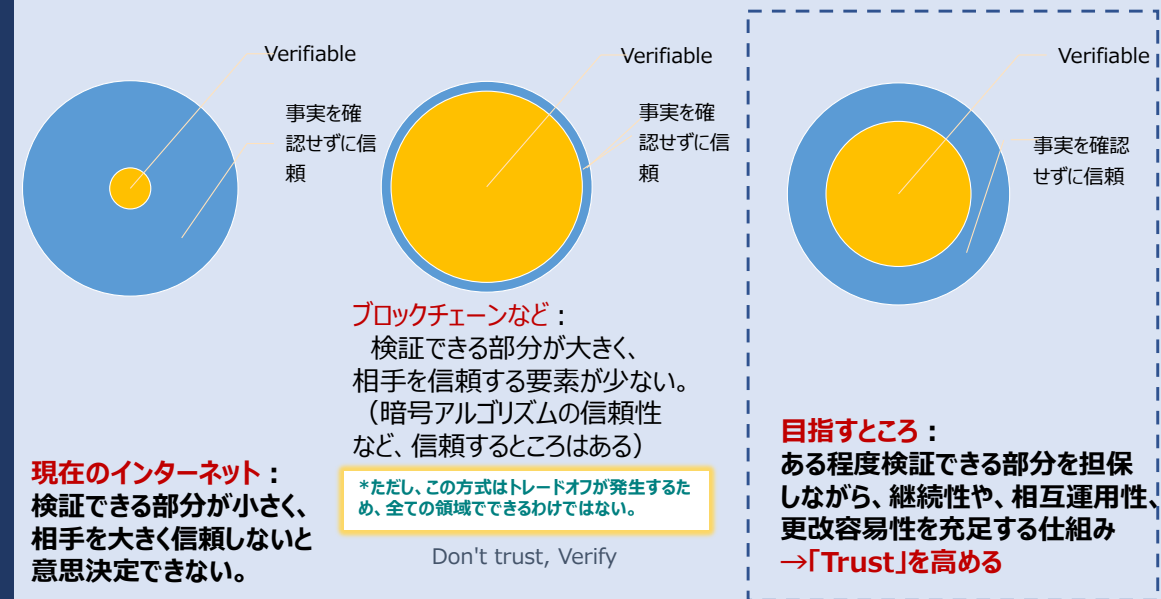 Verifiable
事実を確
認せずに信
頼
現在のインターネット：
検証できる部分が小さく、
相手を大きく信頼しないと
意思決定できない。
Verifiable
事実を確
認せずに信
頼
ブロックチェーンなど：
検証できる部分が大きく、
相手を信頼する要素が少ない。
（暗号アルゴリズムの信頼性
など、信頼するところはある）
*ただし、この方式はトレードオフが発生するた
め、全ての領域でできるわけではない。
Don't trust, Verify
Verifiable
事実を確認
せずに信頼
目指すところ：
ある程度検証できる部分を担保
しながら、継続性や、相互運用性、
更改容易性を充足する仕組み
→「Trust」を高める